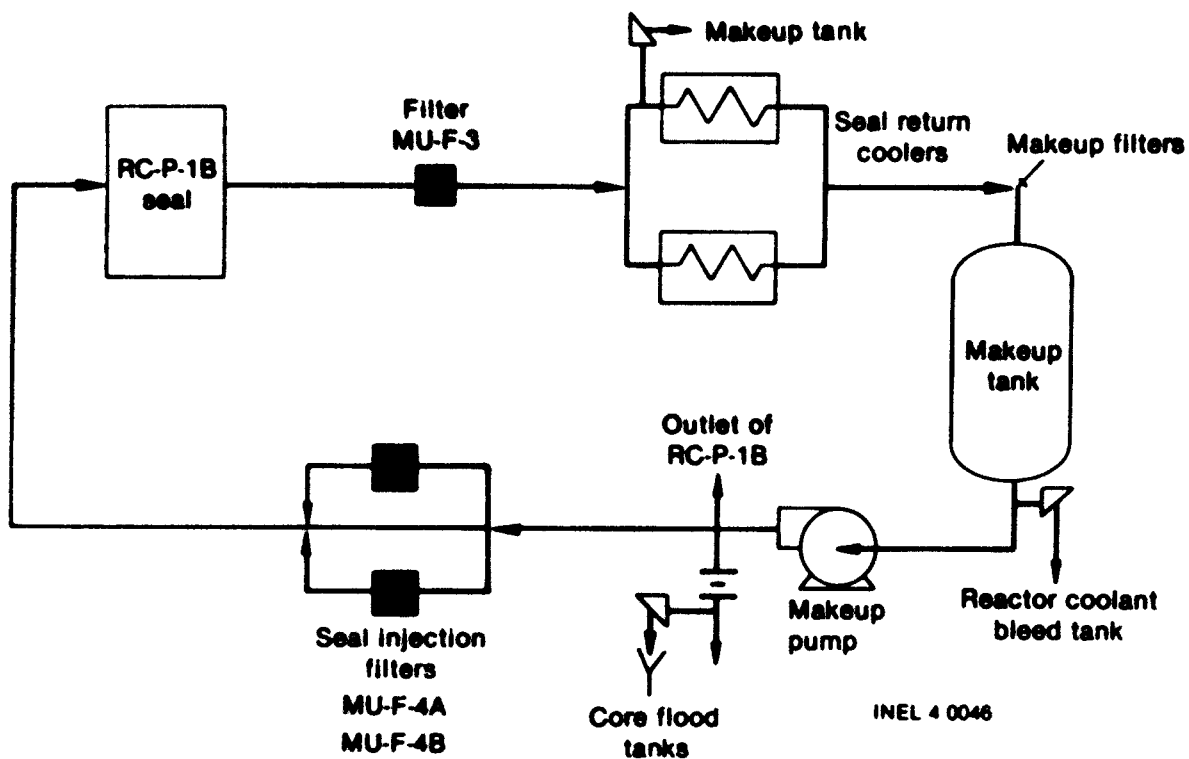 Makeup tank
Filter
MU-F-3
Seal return
coolers
Makeup filters
RC-P-1B
seal
Makeup
tank
Outlet of
RC-P-1B
Makeup
pump
Reactor coolant
bleed tank
Seal injection
filters
MU-F-4A
MU-F-4B
Core flood
tanks
INEL 4 0046